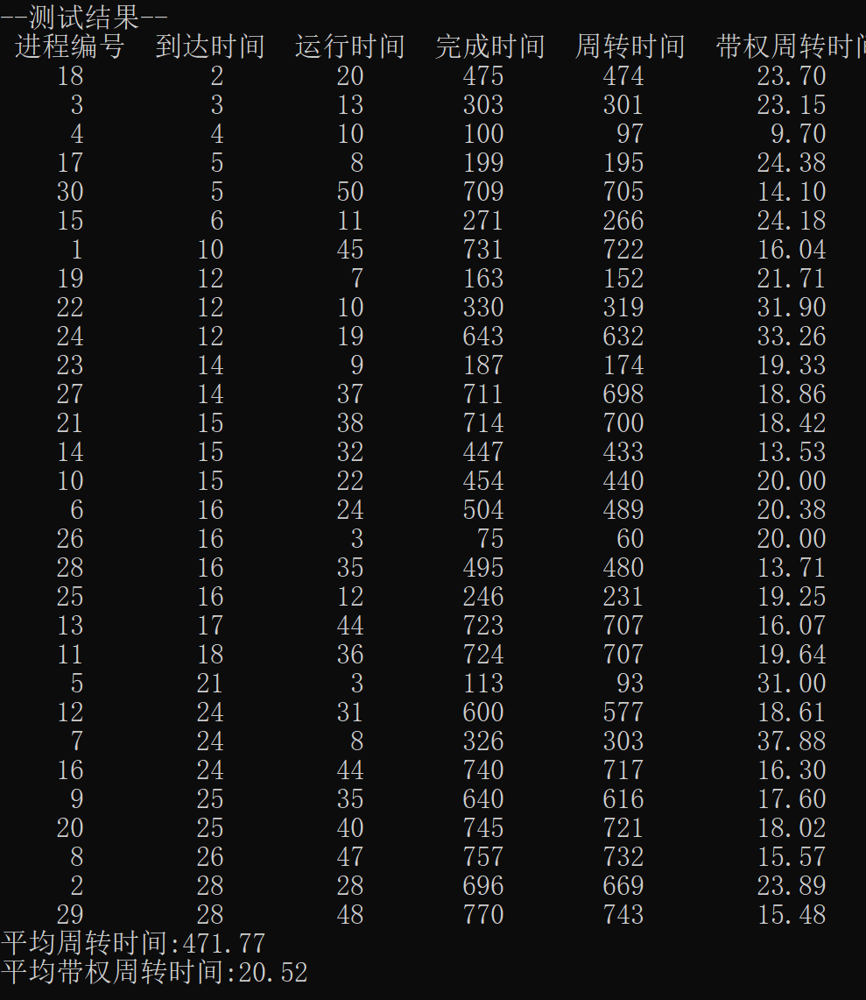 --测试结果--
进程编号 到达时间 运行时间 完成时间 周转时间 带权周转时间
18 2 20 475 474 23.70
3 3 13 303 301 23.15
4 4 10 100 97 9.70
17 5 8 199 195 24.38
30 5 50 709 705 14.10
15 6 11 271 266 24.18
1 10 45 731 722 16.04
19 12 7 163 152 21.71
22 12 10 330 319 31.90
24 12 19 643 632 33.26
23 14 9 187 174 19.33
27 14 37 711 698 18.86
21 15 38 714 700 18.42
14 15 32 447 433 13.53
10 15 22 454 440 20.00
6 16 24 504 489 20.38
26 16 3 75 60 20.00
28 16 35 495 480 13.71
25 16 12 246 231 19.25
13 17 44 723 707 16.07
11 18 36 724 707 19.64
5 21 3 113 93 31.00
12 24 31 600 577 18.61
7 24 8 326 303 37.88
16 24 44 740 717 16.30
9 25 35 640 616 17.60
20 25 40 745 721 18.02
8 26 47 757 732 15.57
2 28 28 696 669 23.89
29 28 48 770 743 15.48
平均周转时间:471.77
平均带权周转时间:20.52